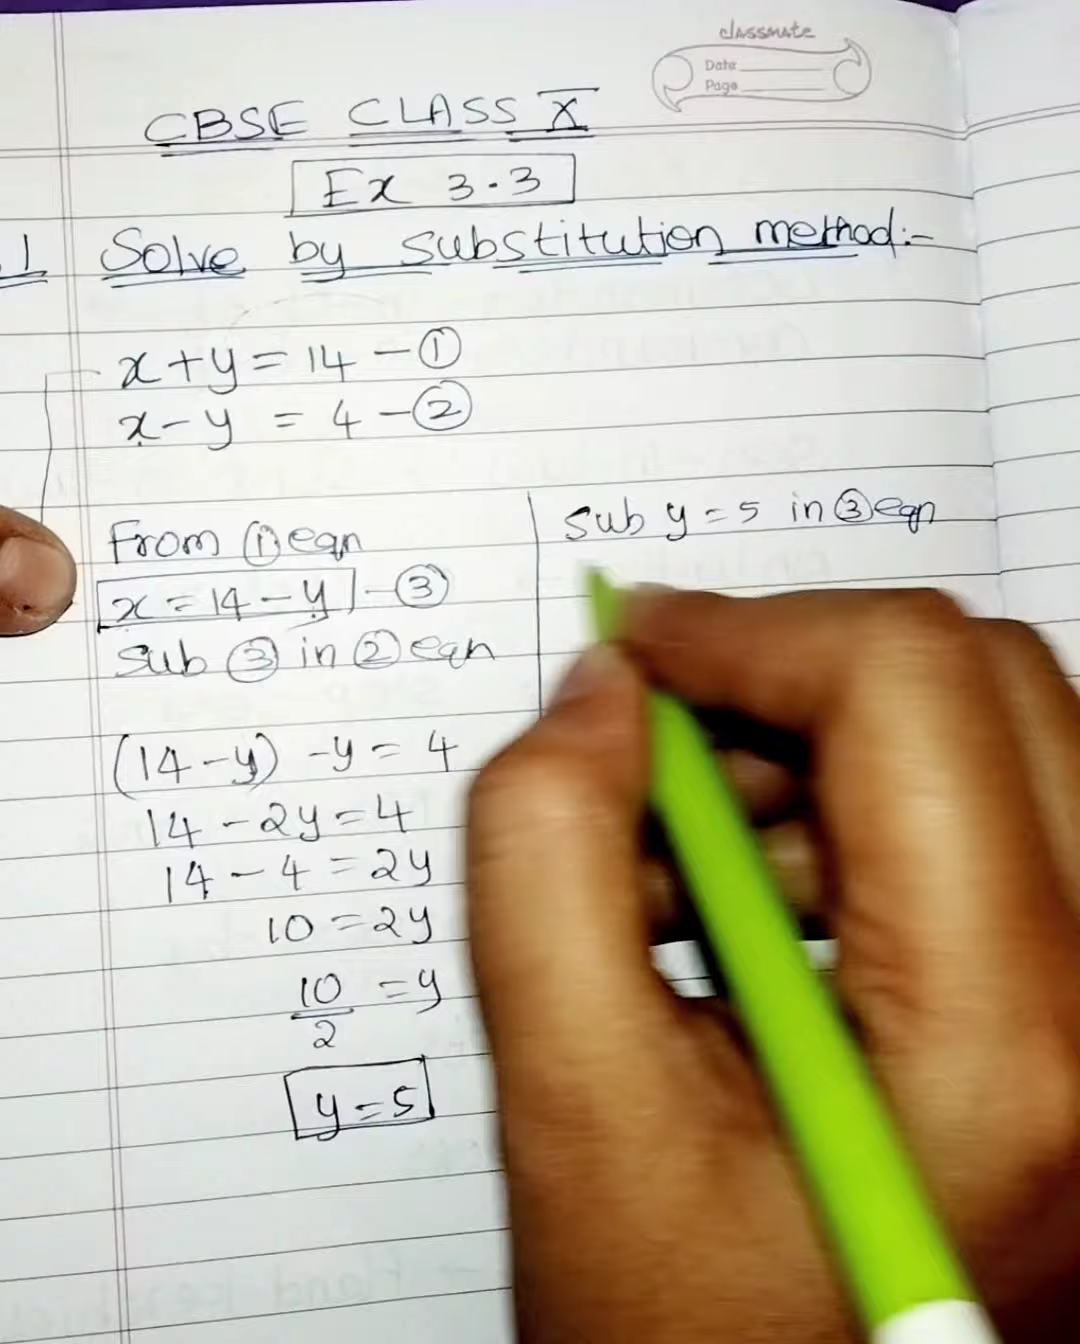 classmate
Date
Page
CBSE CLASS X
Ex 3.3
1 Solve by substitution method:-
x+y=14 - ①
x-y = 4 - ②
From ① eqn
x = 14 - y - ③
Sub ③ in ② eqn
(14-y) -y = 4
14 - 2y = 4
14 - 4 = 2y
10 = 2y
10/2 = y
y = 5
Sub y = 5 in ③ eqn